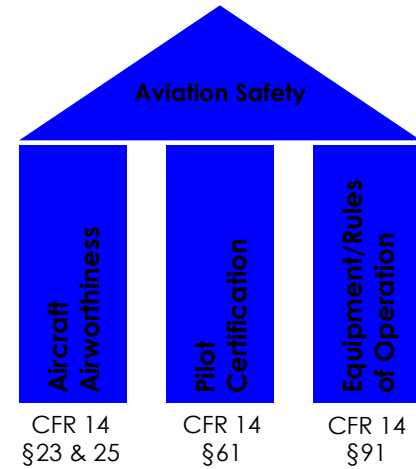 Aviation Safety
Aircraft
Airworthiness
Pilot
Certification
Equipment/Rules
of Operation
CFR 14
§23 & 25
CFR 14
§61
CFR 14
§91